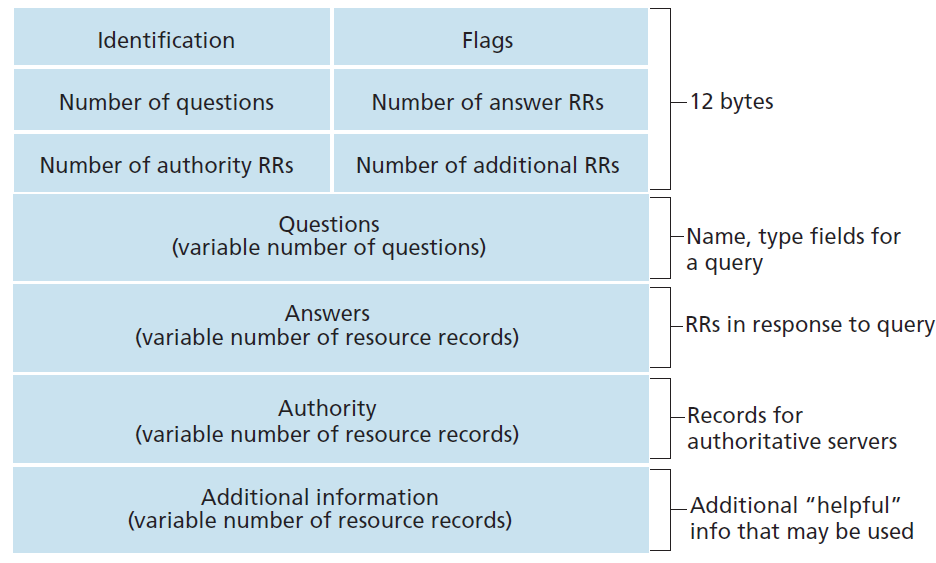 Identification
Flags
Number of questions
Number of answer RRs
12 bytes
Number of authority RRs
Number of additional RRs
Questions
(variable number of questions)
Name, type fields for
a query
Answers
(variable number of resource records)
RRs in response to query
Authority
(variable number of resource records)
Records for
authoritative servers
Additional information
(variable number of resource records)
Additional “helpful”
info that may be used